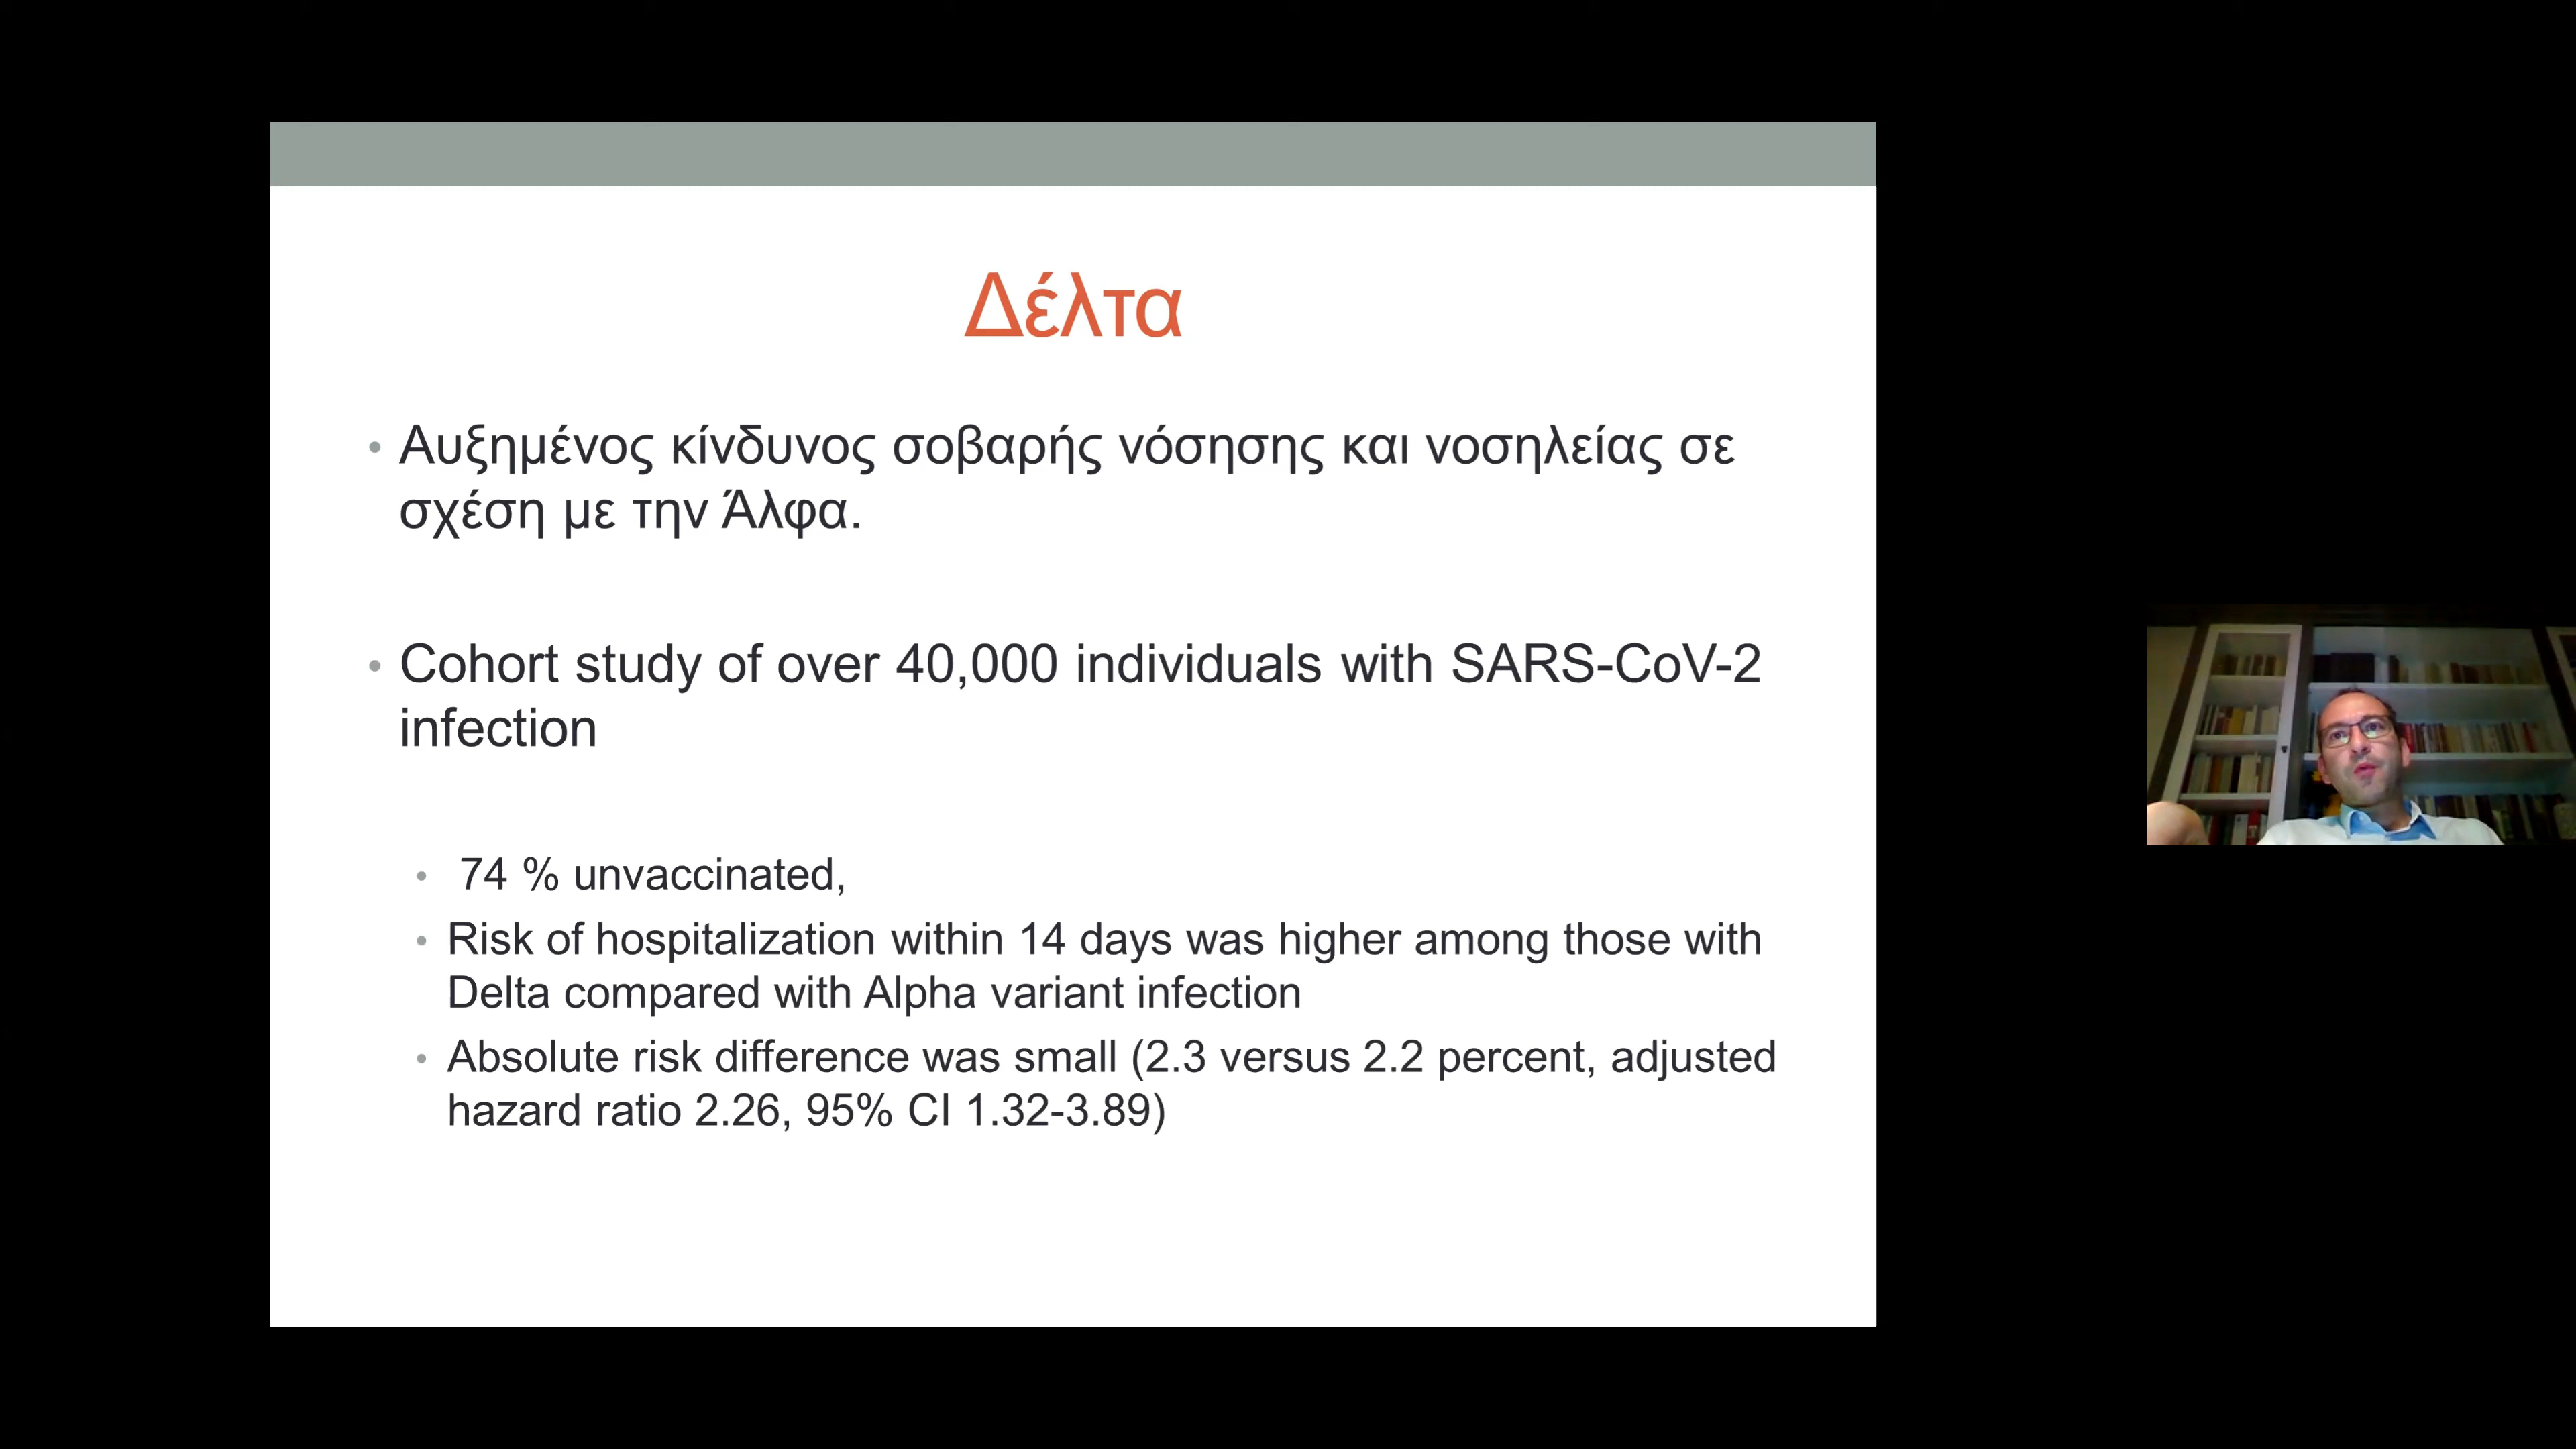 Δέλτα
• Αυξημένος κίνδυνος σοβαρής νόσησης και νοσηλείας σε
σχέση με την Άλφα.
• Cohort study of over 40,000 individuals with SARS-CoV-2
infection
• 74 % unvaccinated,
• Risk of hospitalization within 14 days was higher among those with
Delta compared with Alpha variant infection
• Absolute risk difference was small (2.3 versus 2.2 percent, adjusted
hazard ratio 2.26, 95% CI 1.32-3.89)